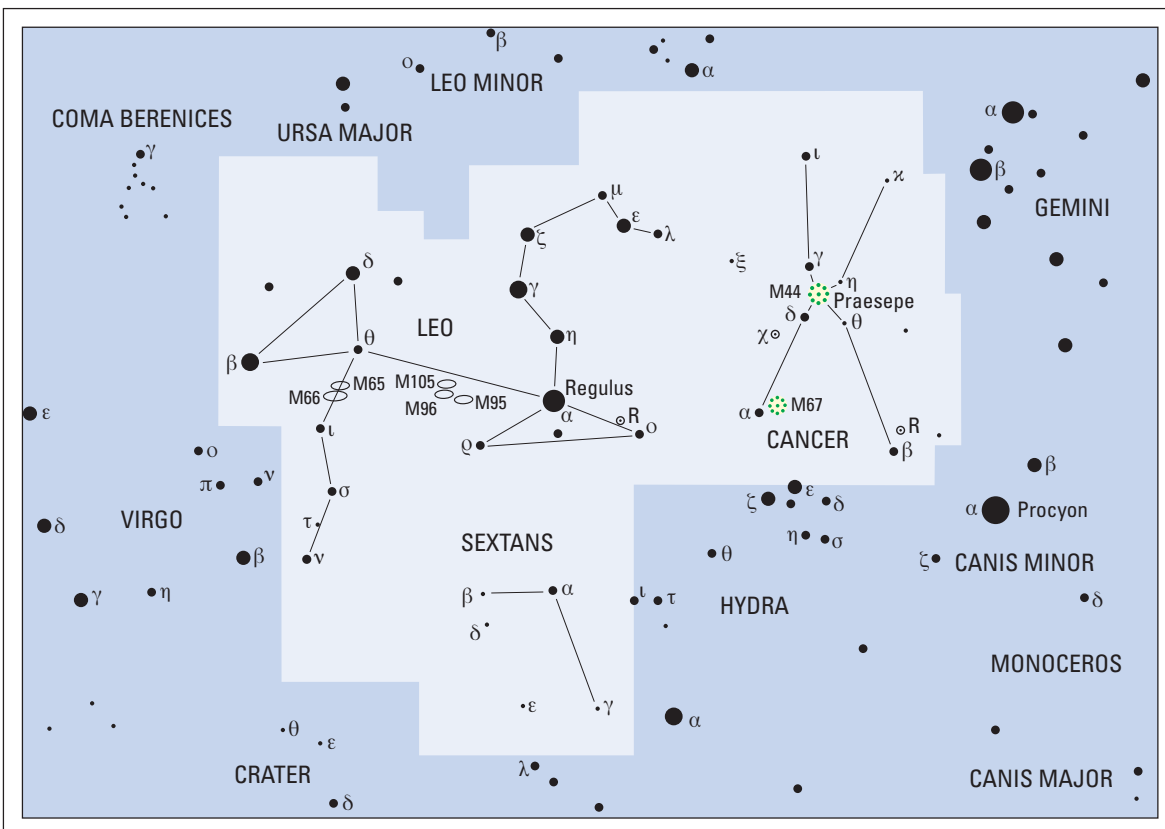 β
ο
α
LEO MINOR
COMA BERENICES
URSA MAJOR
α
γ
ι
ϰ
β
μ
ε
λ
ζ
GEMINI
δ
γ
ξ
γ
η
M44
Praesepe
δ
θ
χ
LEO
η
θ
β
M65
M66
M105
M96
M95
Regulus
α
R
ο
ϱ
α
M67
CANCER
R
β
ε
ι
ο
π
ν
σ
τ
ν
δ
VIRGO
β
γ
η
SEXTANS
ζ
ε
δ
η
σ
θ
β
α
Procyon
ζ
CANIS MINOR
δ
β
α
δ
ι
τ
HYDRA
MONOCEROS
ε
γ
α
θ
ε
CRATER
δ
λ
CANIS MAJOR